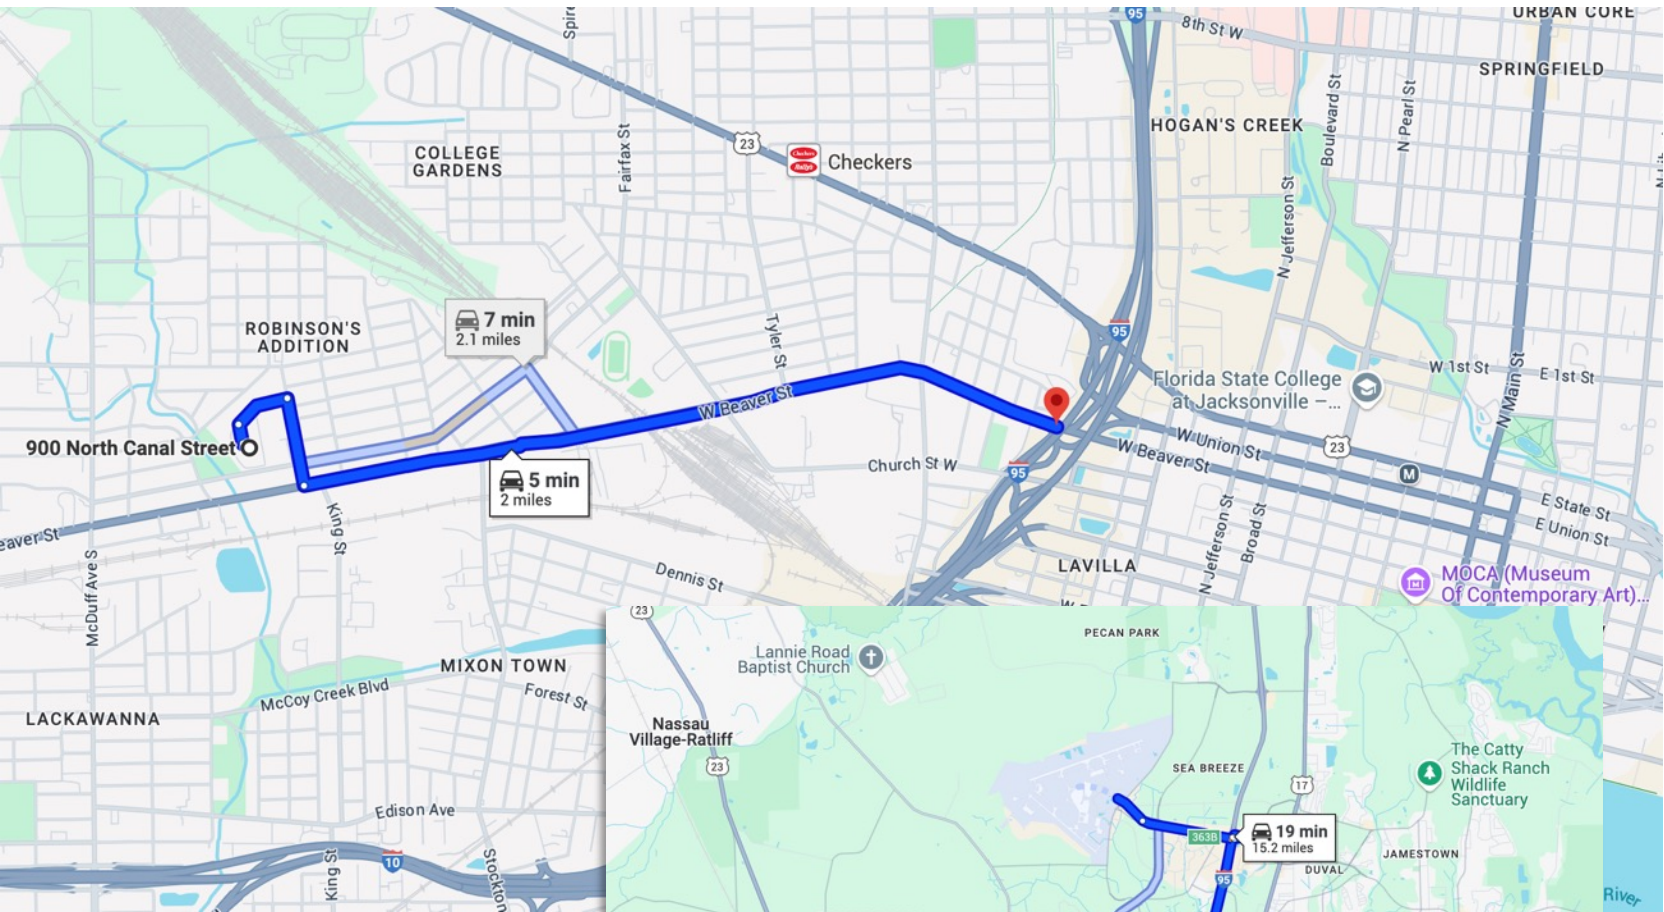 95
8th St W
URBAN CORE
Spire
SPRINGFIELD
HOGAN'S CREEK
Boulevard St
N Pearl St
23
Checkers
COLLEGE
GARDENS
Fairfax St
N Jefferson St
7 min
2.1 miles
ROBINSON'S
ADDITION
Tyler St
95
W 1st St
E 1st St
N Main St
Florida State College
at Jacksonville –...
W Beaver St
900 North Canal Street
W Union St
W Beaver St
23
M
Church St W
95
5 min
2 miles
E State St
E Union St
King St
eaver St
McDuff Ave S
N Jefferson St
Broad St
LAVILLA
Dennis St
MOCA (Museum
Of Contemporary Art)...
MIXON TOWN
McCoy Creek Blvd
Forest St
LACKAWANNA
Edison Ave
10
King St
Stockton
23
PECAN PARK
Lannie Road
Baptist Church
Nassau
Village-Ratliff
23
SEA BREEZE
17
The Catty
Shack Ranch
Wildlife
Sanctuary
363B
19 min
15.2 miles
JAMESTOWN
DUVAL
95
River